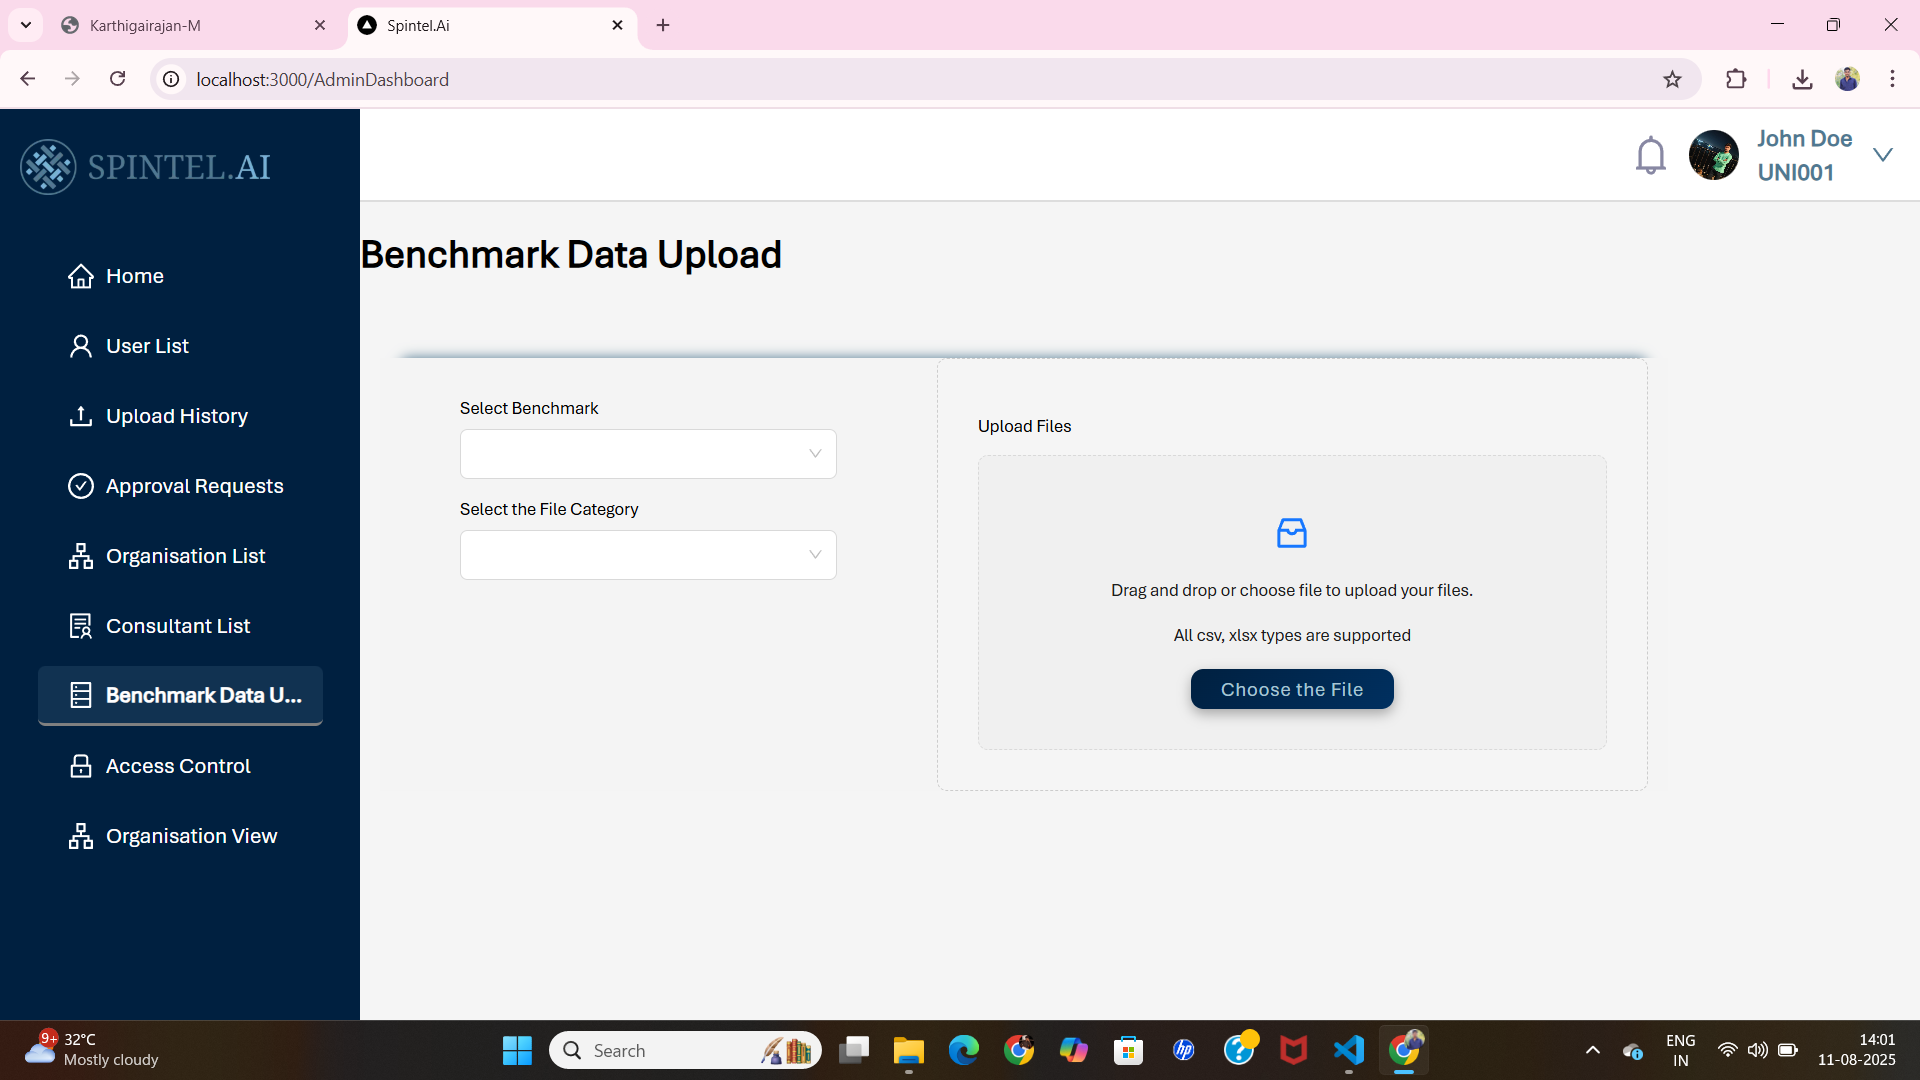 Karthigairajan-M
Spintel.Ai
localhost:3000/AdminDashboard
SPINTEL.AI
John Doe
UNI001
Home
User List
Upload History
Approval Requests
Organisation List
Consultant List
Benchmark Data U...
Access Control
Organisation View
Benchmark Data Upload
Select Benchmark
Select the File Category
Upload Files
Drag and drop or choose file to upload your files.
All csv, xlsx types are supported
Choose the File
9+
32°C
Mostly cloudy
Search
hp
ENG
IN
14:01
11-08-2025